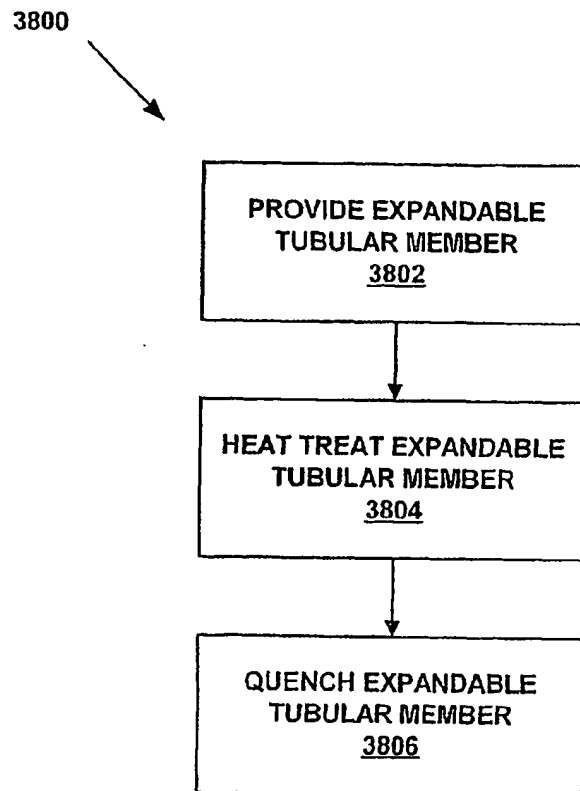 3800
PROVIDE EXPANDABLE
TUBULAR MEMBER
3802
HEAT TREAT EXPANDABLE
TUBULAR MEMBER
3804
QUENCH EXPANDABLE
TUBULAR MEMBER
3806